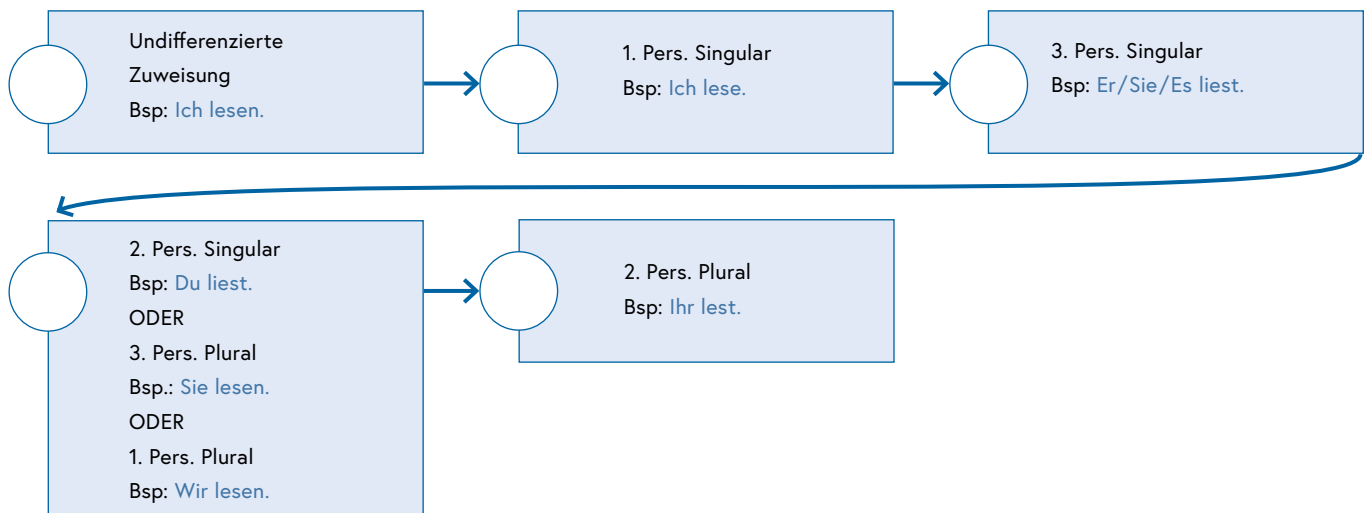 Undifferenzierte
Zuweisung
Bsp: Ich lesen.
1. Pers. Singular
Bsp: Ich lese.
3. Pers. Singular
Bsp: Er/Sie/Es liest.
2. Pers. Singular
Bsp: Du liest.
ODER
3. Pers. Plural
Bsp.: Sie lesen.
ODER
1. Pers. Plural
Bsp: Wir lesen.
2. Pers. Plural
Bsp: Ihr lest.